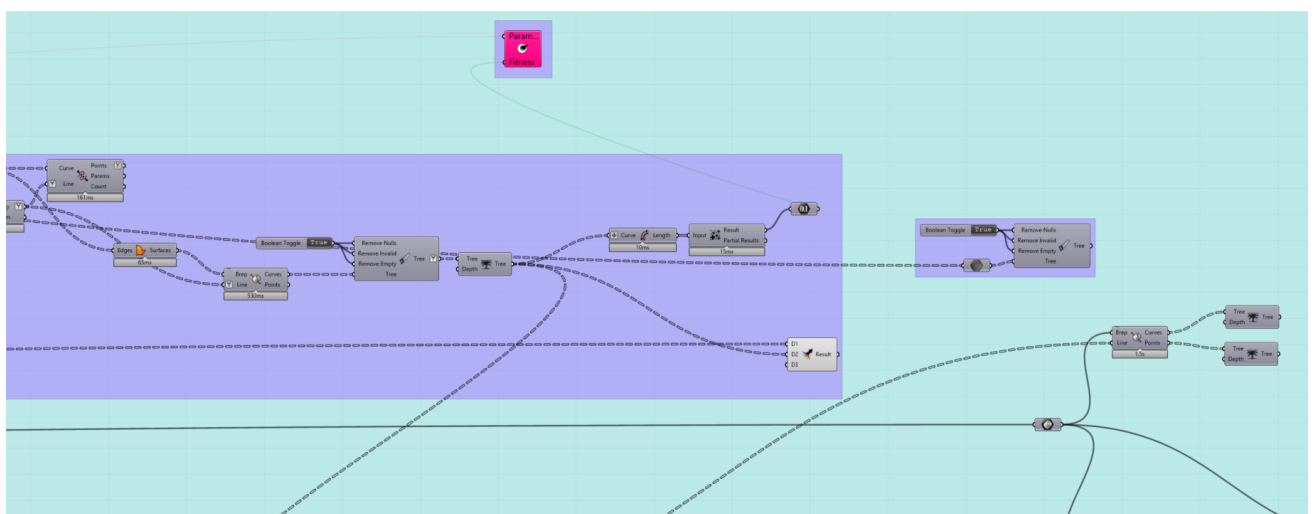 Param...
Fitness
Curve Points
Params
Line Count
161ms
Edges Surfaces
65ms
Brep Curves
Line Points
530ms
Boolean Toggle True
Remove Nulls
Remove Invalid
Remove Empty
Tree
Tree
Tree
Depth
Tree
Curve Length
10ms
Input Result
Partial Results
15ms
D1
D2
D3
Result
Boolean Toggle True
Remove Nulls
Remove Invalid
Remove Empty
Tree
Tree
Brep Curves
Line Points
1.5s
Tree
Depth
Tree
Tree
Depth
Tree